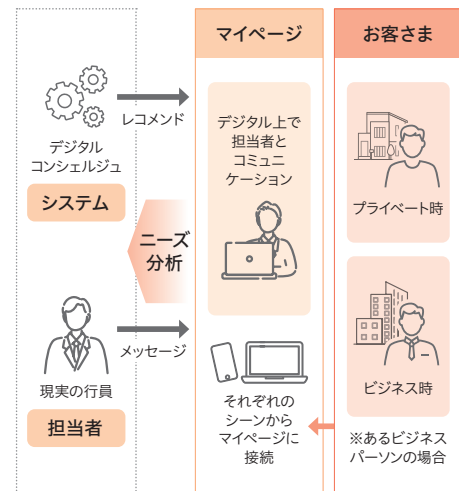 マイページ
お客さま
デジタル
コンシェルジュ
システム
レコメンド
ニーズ
分析
現実の行員
担当者
メッセージ
デジタル上で
担当者と
コミュニ
ケーション
それぞれの
シーンから
マイページに
接続
プライベート時
ビジネス時
※あるビジネス
パーソンの場合